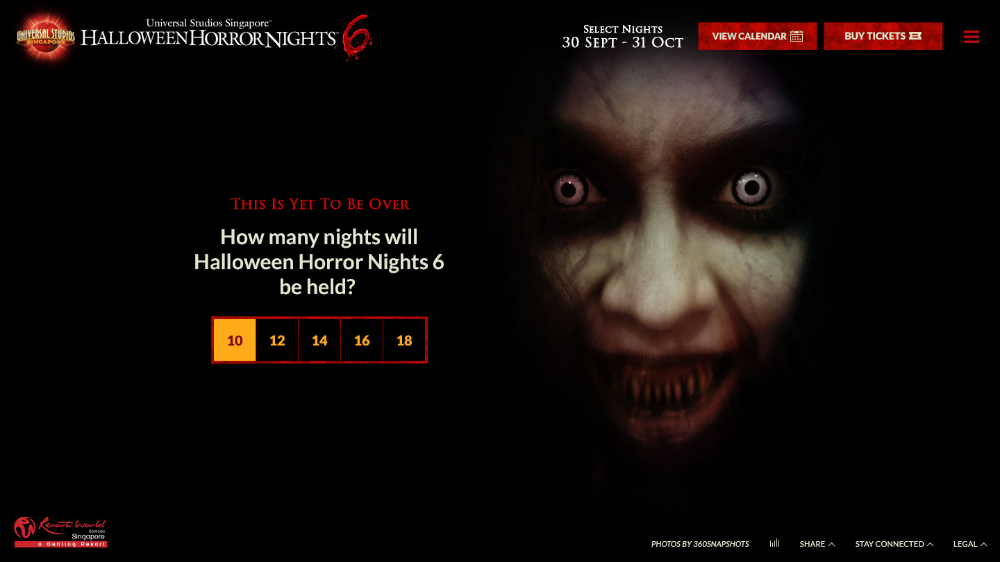 UNIVERSAL STUDIOS
SINGAPORE
Universal Studios Singapore™
HALLOWEEN HORROR NIGHTS™ 6
SELECT NIGHTS
30 SEPT - 31 OCT
VIEW CALENDAR
BUY TICKETS
THIS IS YET TO BE OVER
How many nights will
Halloween Horror Nights 6
be held?
10 12 14 16 18
Resorts World
Sentosa
Singapore
a Genting Resort
PHOTOS BY 360SNAPSHOTS
SHARE
STAY CONNECTED
LEGAL